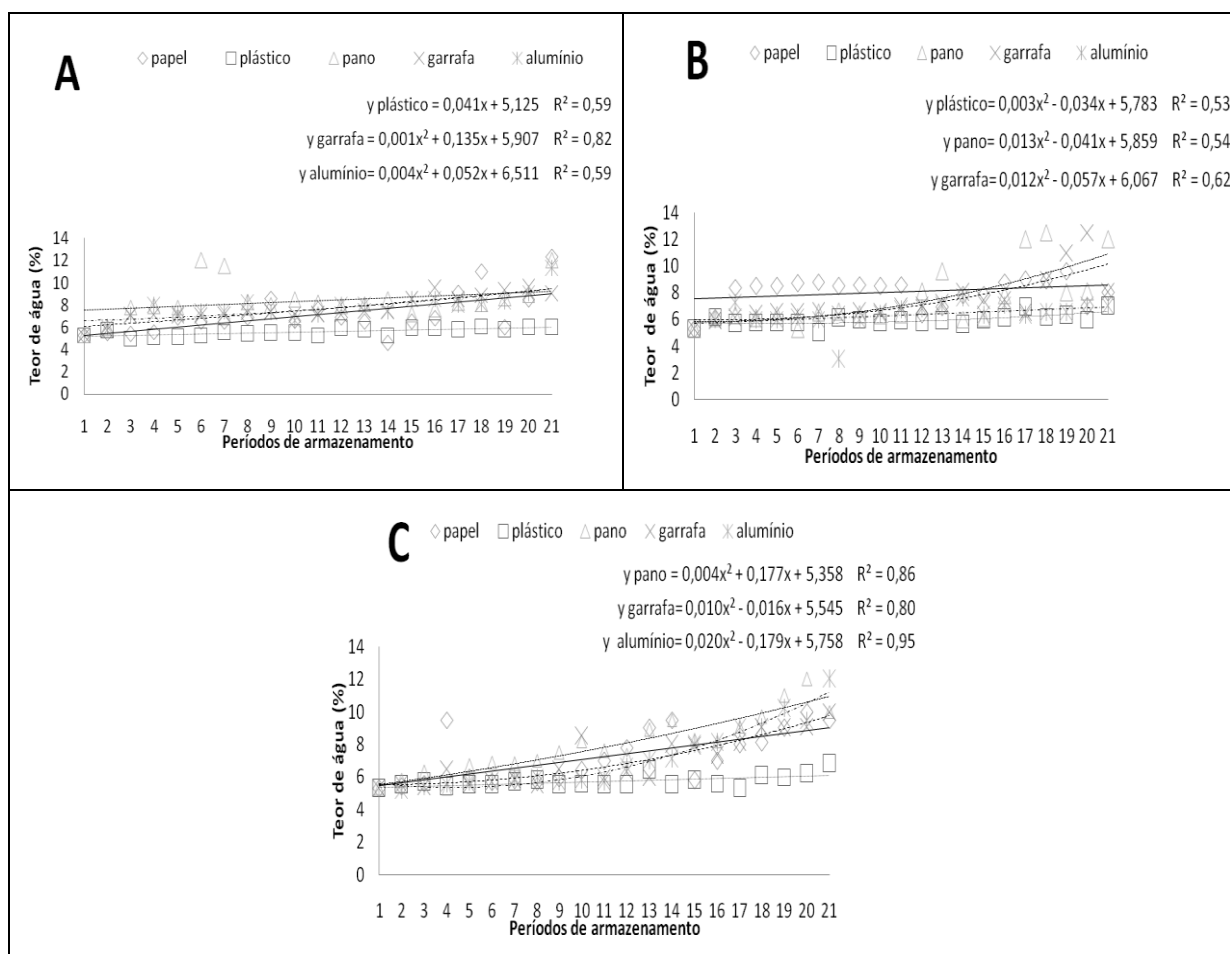 A
papel plástico pano garrafa alumínio
y plástico = 0,041x + 5,125 R² = 0,59
y garrafa = 0,001x² + 0,135x + 5,907 R² = 0,82
y alumínio= 0,004x² + 0,052x + 6,511 R² = 0,59
Teor de água (%)
14
12
10
8
6
4
2
0
1 2 3 4 5 6 7 8 9 10 11 12 13 14 15 16 17 18 19 20 21
Períodos de armazenamento
B
papel plástico pano garrafa alumínio
y plástico= 0,003x² - 0,034x + 5,783 R² = 0,53
y pano= 0,013x² - 0,041x + 5,859 R² = 0,54
y garrafa=0,012x² - 0,057x + 6,067 R² = 0,62
Teor de água (%)
14
12
10
8
6
4
2
0
1 2 3 4 5 6 7 8 9 10 11 12 13 14 15 16 17 18 19 20 21
Períodos de armazenamento
C
papel plástico pano garrafa alumínio
y pano = 0,004x² + 0,177x + 5,358 R² = 0,86
y garrafa= 0,010x² - 0,016x + 5,545 R² = 0,80
y alumínio= 0,020x² - 0,179x + 5,758 R² = 0,95
Teor de água (%)
14
12
10
8
6
4
2
0
1 2 3 4 5 6 7 8 9 10 11 12 13 14 15 16 17 18 19 20 21
Períodos de armazenamento